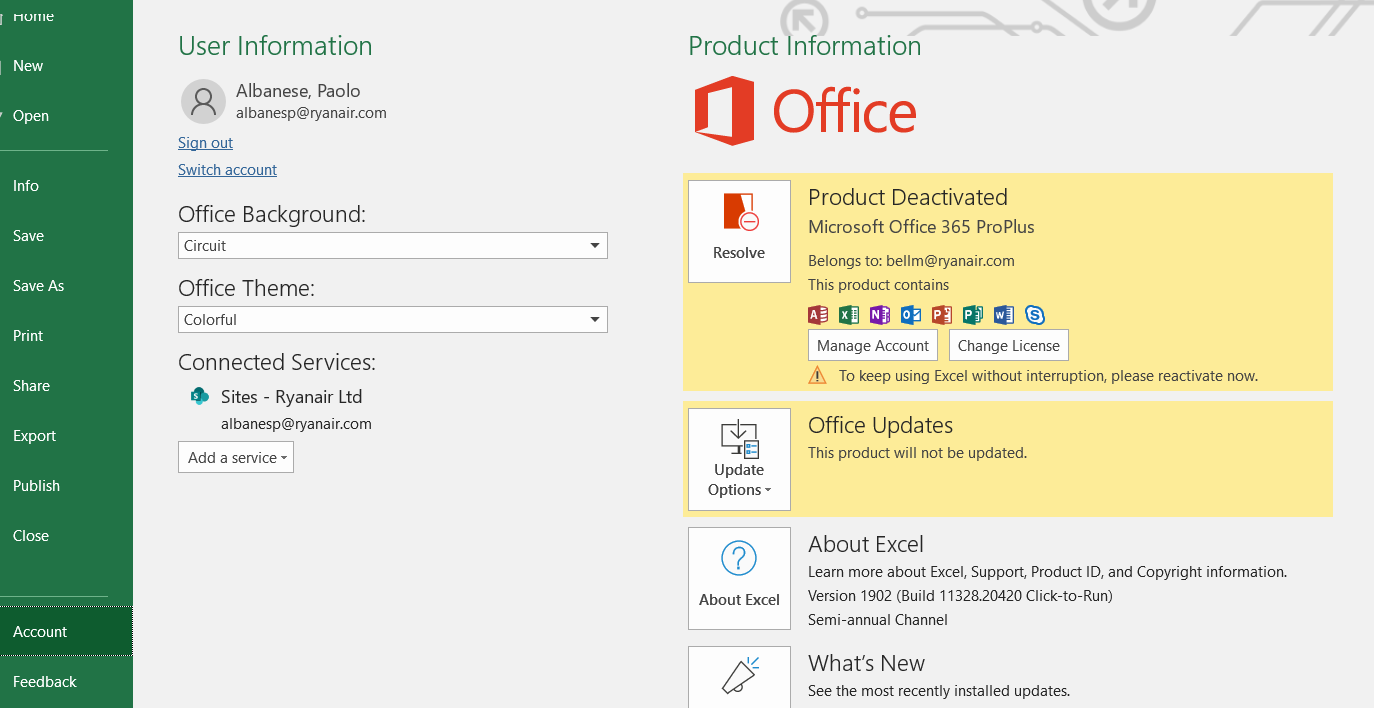 Home
New
Open
Info
Save
Save As
Print
Share
Export
Publish
Close
Account
Feedback
User Information
Albanese, Paolo
albanesp@ryanair.com
Sign out
Switch account
Office Background:
Circuit
Office Theme:
Colorful
Connected Services:
Sites - Ryanair Ltd
albanesp@ryanair.com
Add a service
Product Information
Office
Resolve
Product Deactivated
Microsoft Office 365 ProPlus
Belongs to: bellm@ryanair.com
This product contains
A X N O P P W S
Manage Account Change License
To keep using Excel without interruption, please reactivate now.
Update
Options
Office Updates
This product will not be updated.
About Excel
About Excel
Learn more about Excel, Support, Product ID, and Copyright information.
Version 1902 (Build 11328.20420 Click-to-Run)
Semi-annual Channel
What's New
See the most recently installed updates.